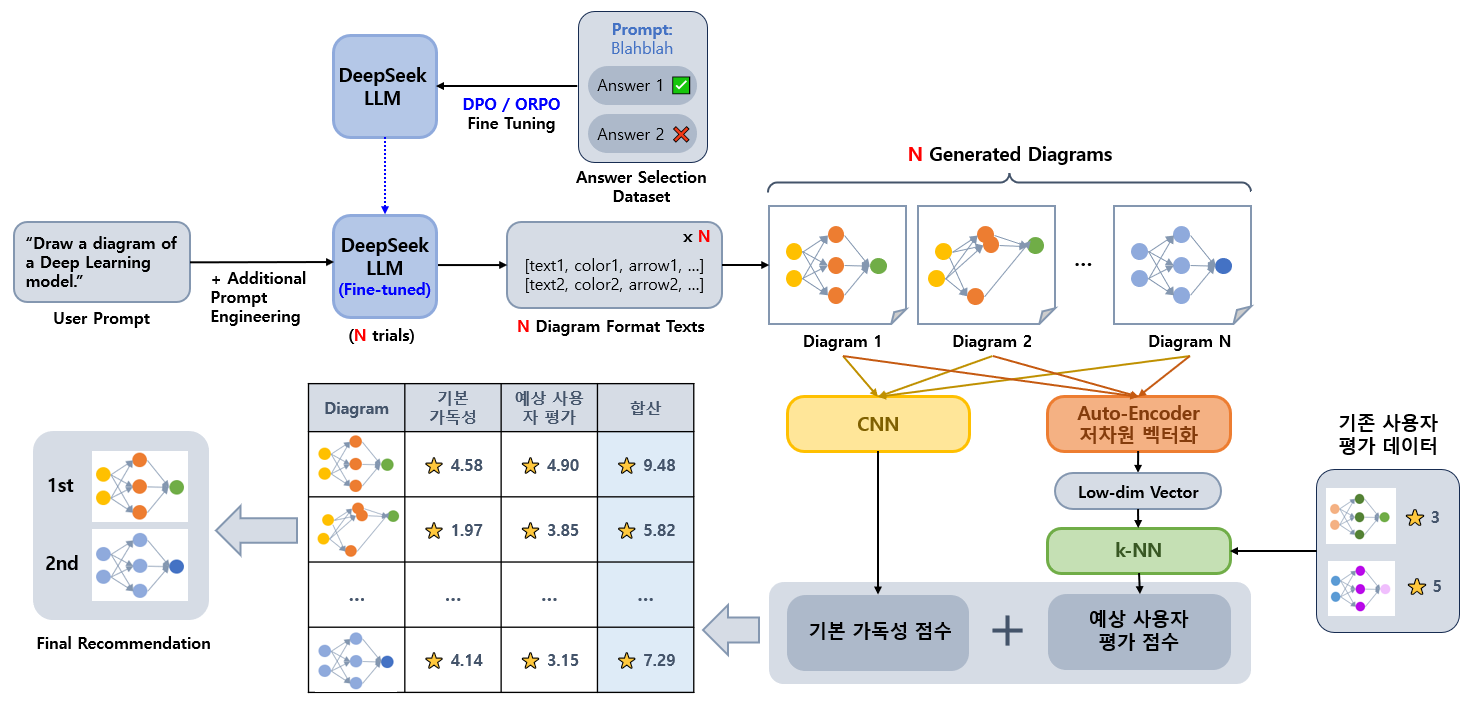 Prompt:
Blahblah
Answer 1
Answer 2
DeepSeek
LLM
DPO / ORPO
Fine Tuning
Answer Selection
Dataset
N Generated Diagrams
"Draw a diagram of
a Deep Learning
model."
User Prompt
+ Additional
Prompt
Engineering
DeepSeek
LLM
(Fine-tuned)
(N trials)
x N
[text1, color1, arrow1, ...]
[text2, color2, arrow2, ...]
N Diagram Format Texts
...
Diagram 1
Diagram 2
Diagram N
CNN
Auto-Encoder
저차원 벡터화
Low-dim Vector
k-NN
기존 사용자
평가 데이터
3
5
기본 가독성 점수
+
예상 사용자
평가 점수
Diagram
기본
가독성
예상 사용
자 평가
합산
4.58
4.90
9.48
1.97
3.85
5.82
...
...
...
...
4.14
3.15
7.29
1st
2nd
Final Recommendation